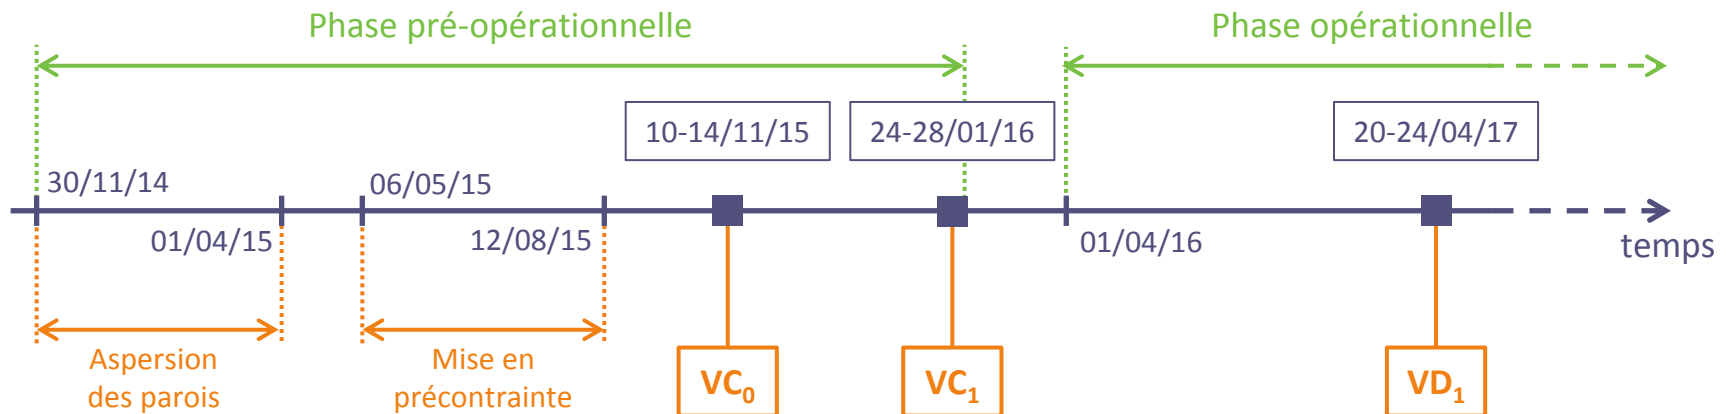 Phase pré-opérationnelle
Phase opérationnelle
10-14/11/15
24-28/01/16
20-24/04/17
30/11/14
06/05/15
01/04/15
12/08/15
01/04/16
temps
Aspersion
des parois
Mise en
précontrainte
VC₀
VC₁
VD₁